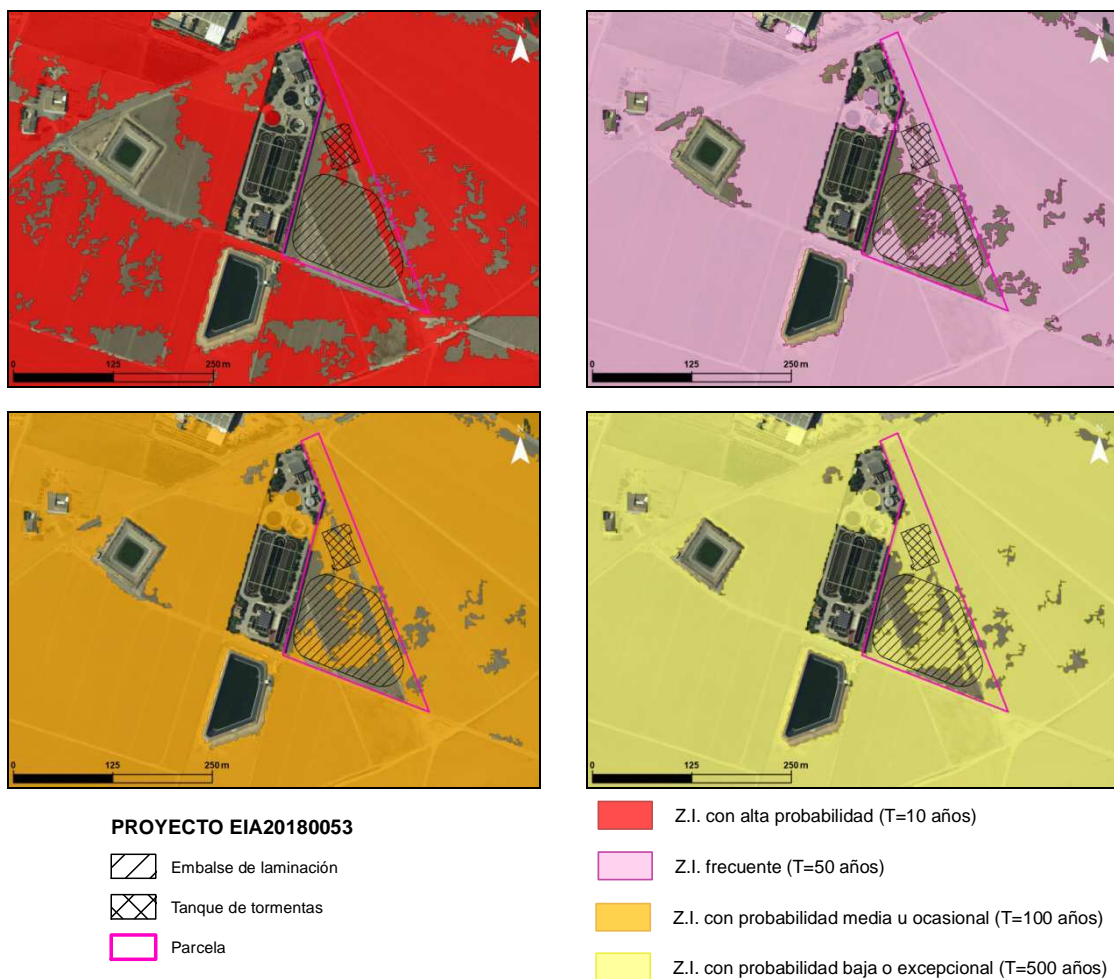 N
0 125 250 m
N
0 125 250 m
N
0 125 250 m
N
0 125 250 m
PROYECTO EIA20180053
Embalse de laminación
Tanque de tormentas
Parcela
Z.I. con alta probabilidad (T=10 años)
Z.I. frecuente (T=50 años)
Z.I. con probabilidad media u ocasional (T=100 años)
Z.I. con probabilidad baja o excepcional (T=500 años)